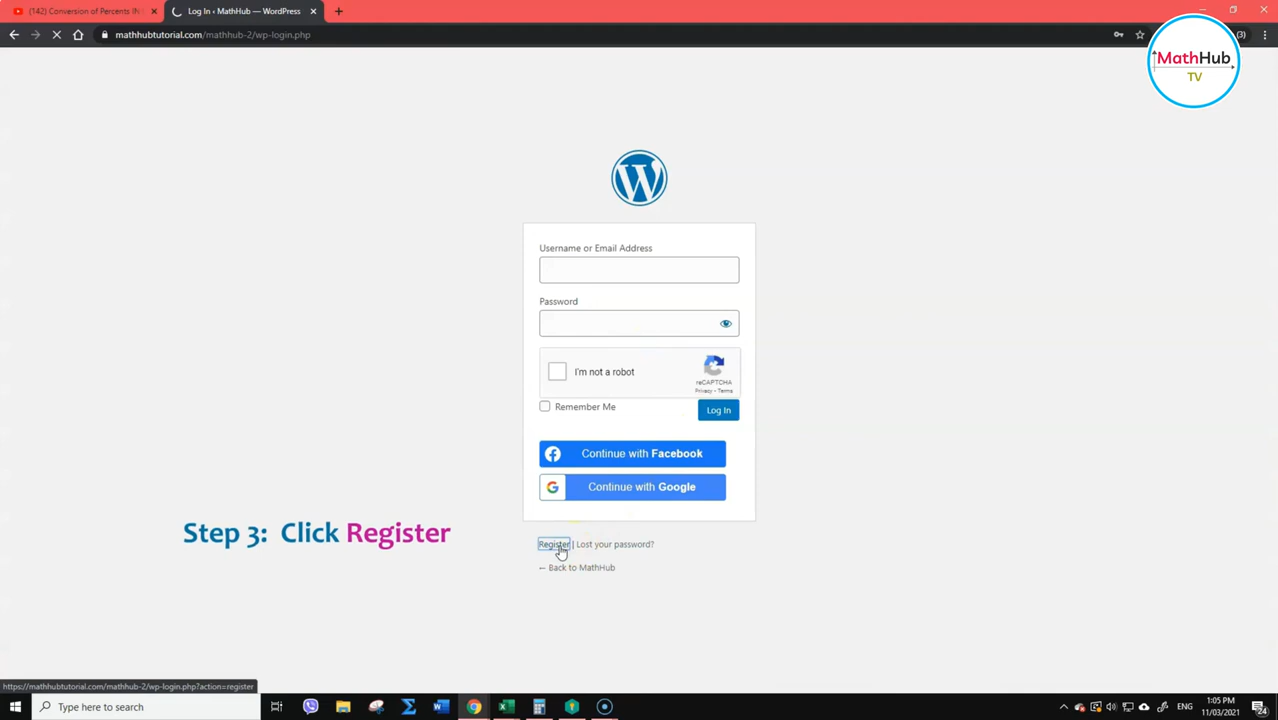 (142) Conversion of Percents IN
Log In ‹ MathHub — WordPress
mathhubtutorial.com/mathhub-2/wp-login.php
(3)
MathHub
TV
Username or Email Address
Password
I'm not a robot
reCAPTCHA
Privacy - Terms
Remember Me
Log In
Continue with Facebook
Continue with Google
Step 3: Click Register
Register | Lost your password?
← Back to MathHub
https://mathhubtutorial.com/mathhub-2/wp-login.php?action=register
Type here to search
ENG
1:05 PM
11/03/2021
24